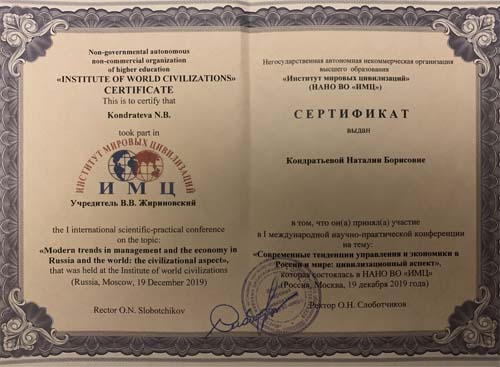 Non-governmental autonomous
non-commercial organization
of higher education
«INSTITUTE OF WORLD CIVILIZATIONS»
CERTIFICATE
This is to certify that
Kondrateva N.B.
took part in
ИНСТИТУТ МИРОВЫХ ЦИВИЛИЗАЦИЙ
ИМЦ
Учредитель В.В. Жириновский
the I international scientific-practical conference
on the topic:
«Modern trends in management and the economy in
Russia and the world: the civilizational aspect»,
that was held at the Institute of world civilizations
(Russia, Moscow, 19 December 2019)
Rector O.N. Slobotchikov
Негосударственная автономная некоммерческая организация
высшего образования
«Институт мировых цивилизаций»
(НАНО ВО «ИМЦ»)
СЕРТИФИКАТ
выдан
Кондратьевой Наталии Борисовне
в том, что он(а) принял(а) участие
в I международной научно-практической конференции
на тему:
«Современные тенденции управления и экономики в
России и мире: цивилизационный аспект»,
которая состоялась в НАНО ВО «ИМЦ»
(Россия, Москва, 19 декабря 2019 года)
Ректор О.Н. Слоботчиков